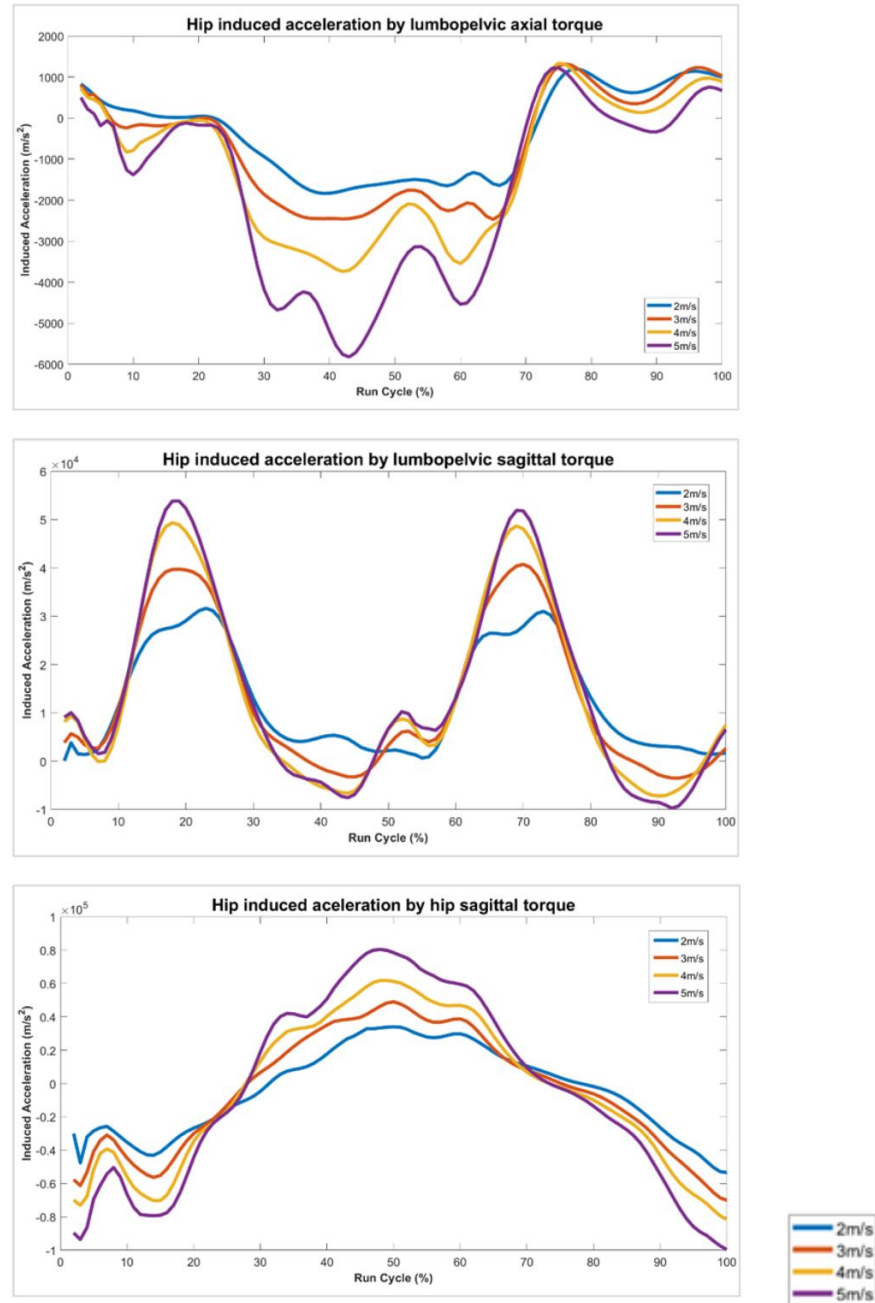 Hip induced acceleration by lumbopelvic axial torque
Induced Acceleration (m/s²)
2000
1000
0
-1000
-2000
-3000
-4000
-5000
-6000
2m/s
3m/s
4m/s
5m/s
0 10 20 30 40 50 60 70 80 90 100
Run Cycle (%)
Hip induced acceleration by lumbopelvic sagittal torque
×10⁴
Induced Acceleration (m/s²)
6
5
4
3
2
1
0
-1
2m/s
3m/s
4m/s
5m/s
0 10 20 30 40 50 60 70 80 90 100
Run Cycle (%)
Hip induced aceleration by hip sagittal torque
×10⁵
Induced Acceleration (m/s²)
1
0.8
0.6
0.4
0.2
0
-0.2
-0.4
-0.6
-0.8
-1
2m/s
3m/s
4m/s
5m/s
0 10 20 30 40 50 60 70 80 90 100
Run Cycle (%)
2m/s
3m/s
4m/s
5m/s